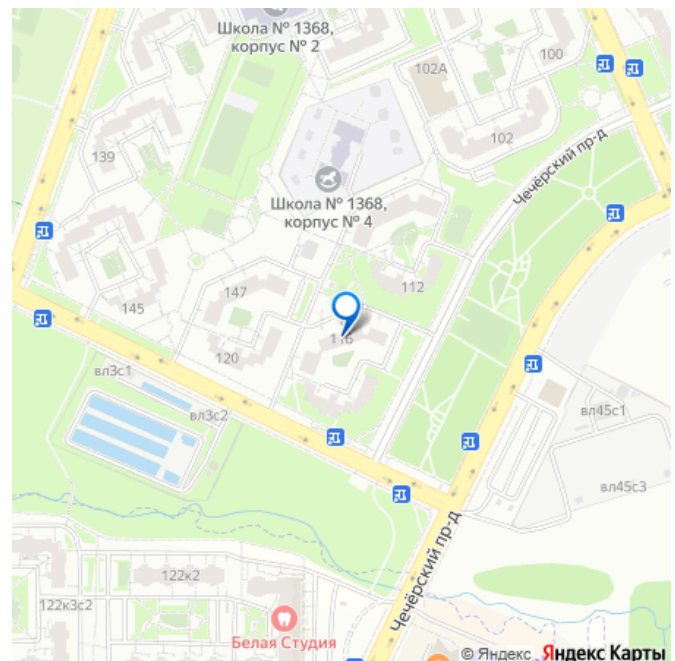 Школа № 1368,
корпус № 2
100
102А
102
139
Чечёрский пр-д
Школа № 1368,
корпус № 4
112
147
145
116
120
вл3с1
вл3с2
вл45с1
вл45с3
122к2
Чечёрский пр-д
122к3с2
Белая Студия
© Яндекс Яндекс Карты